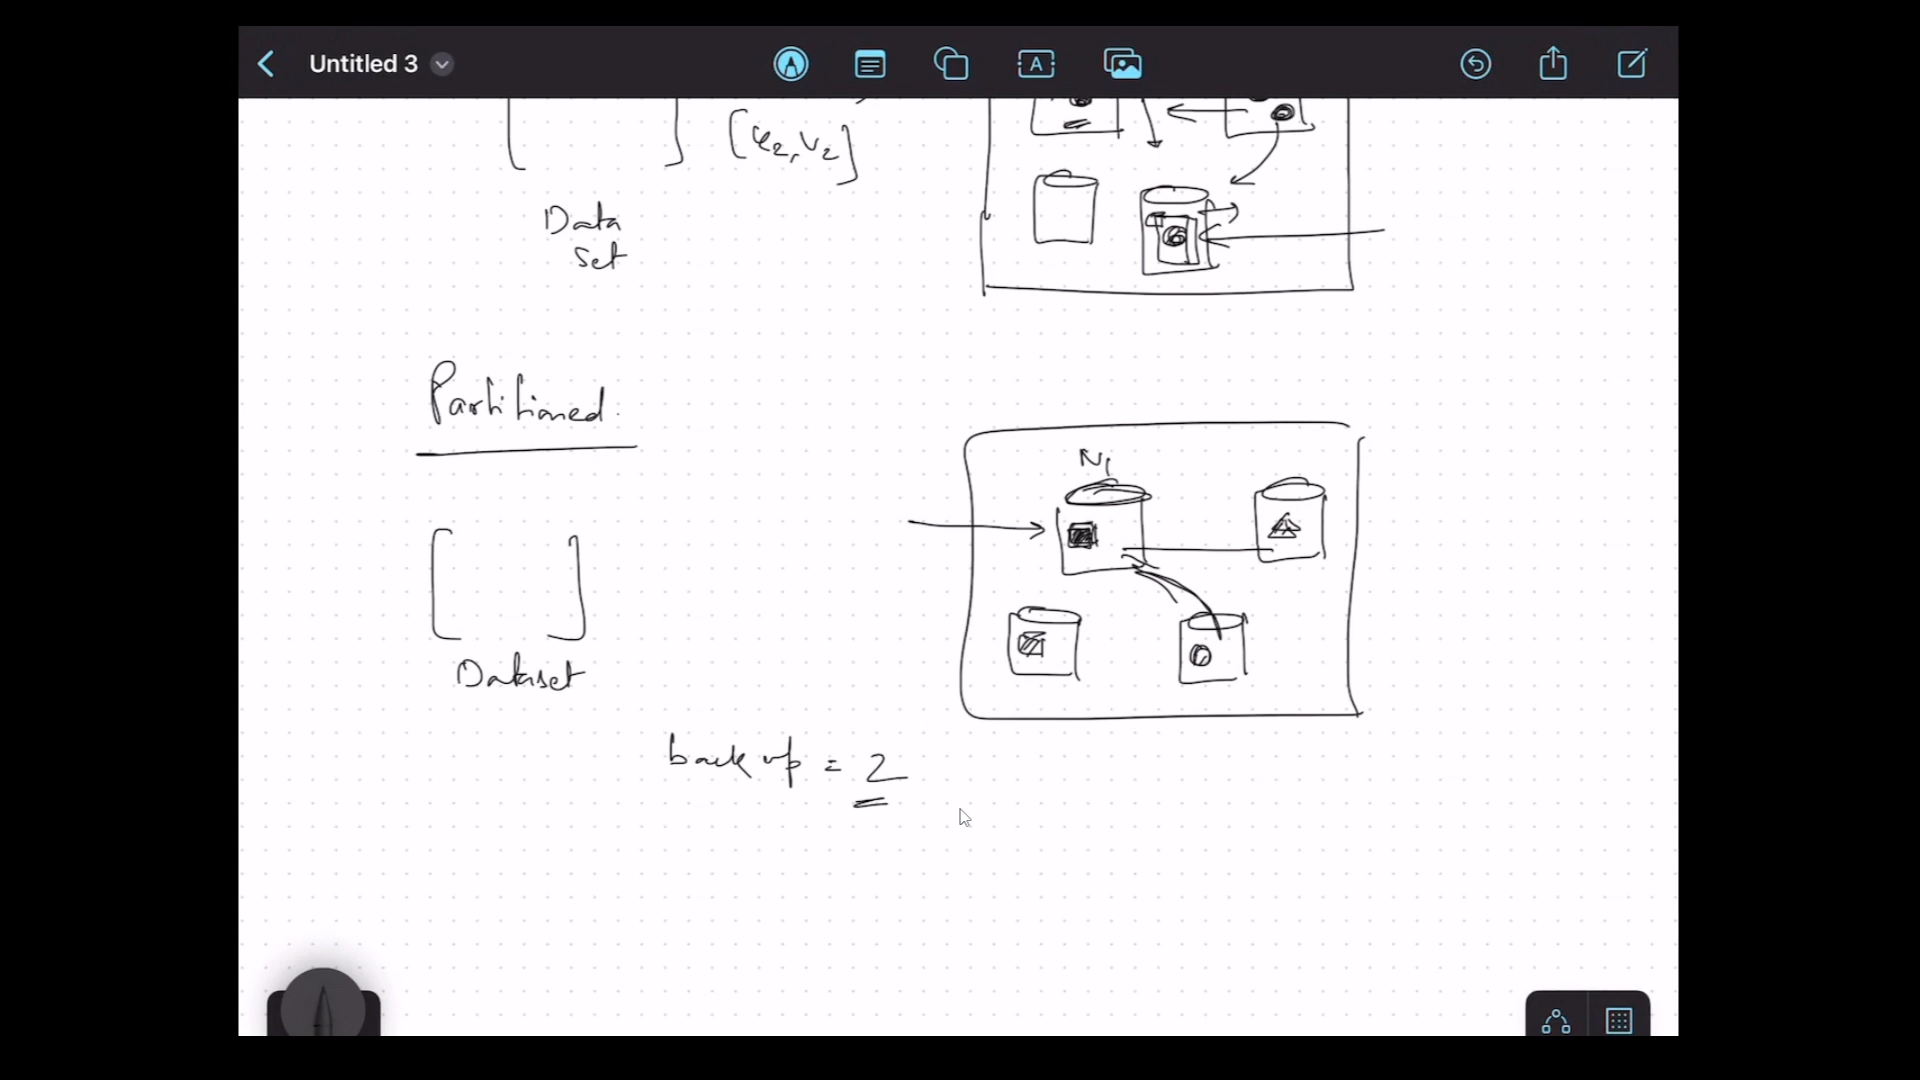 Untitled 3
A
[k2, v2]
Data
Set
Partitioned.
N1
Dataset
back up = 2